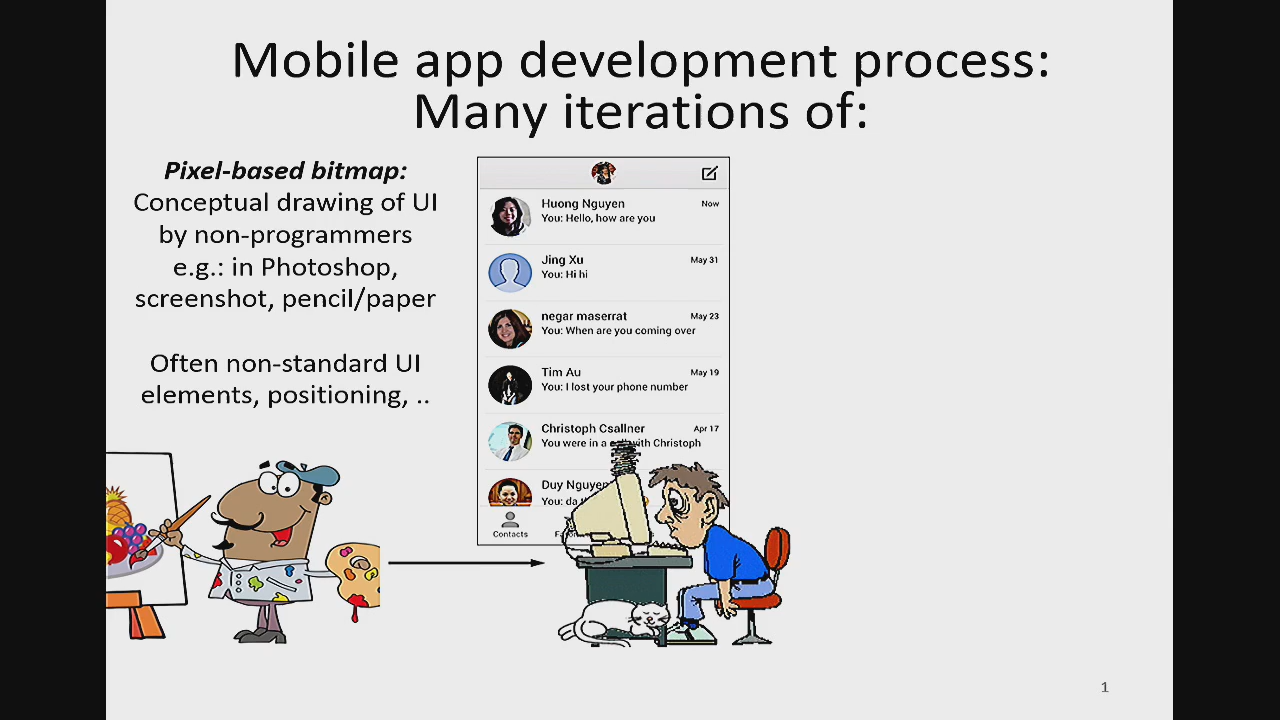 Mobile app development process:
Many iterations of:
Pixel-based bitmap:
Conceptual drawing of UI
by non-programmers
e.g.: in Photoshop,
screenshot, pencil/paper
Often non-standard UI
elements, positioning, ..
Huong Nguyen Now
You: Hello, how are you
Jing Xu May 31
You: Hi hi
negar maserrat May 23
You: When are you coming over
Tim Au May 19
You: I lost your phone number
Christoph Csallner Apr 17
You were in a with Christoph
Duy Nguyen
You:
Contacts
1